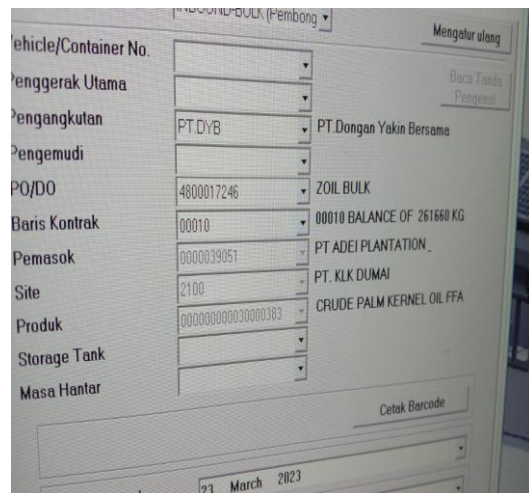 INBOUND-BULK (Pembong
Mengatur ulang
Vehicle/Container No.
Baca Tanda Pengenal
Penggerak Utama
Pengangkutan PT.DYB PT.Dongan Yakin Bersama
Pengemudi
PO/DO 4800017246 ZOIL BULK
Baris Kontrak 00010 00010 BALANCE OF 261660 KG
Pemasok 0000039051 PT ADEI PLANTATION_
Site 2100 PT. KLK DUMAI
Produk 000000000030000383 CRUDE PALM KERNEL OIL FFA
Storage Tank
Masa Hantar
Cetak Barcode
23 March 2023